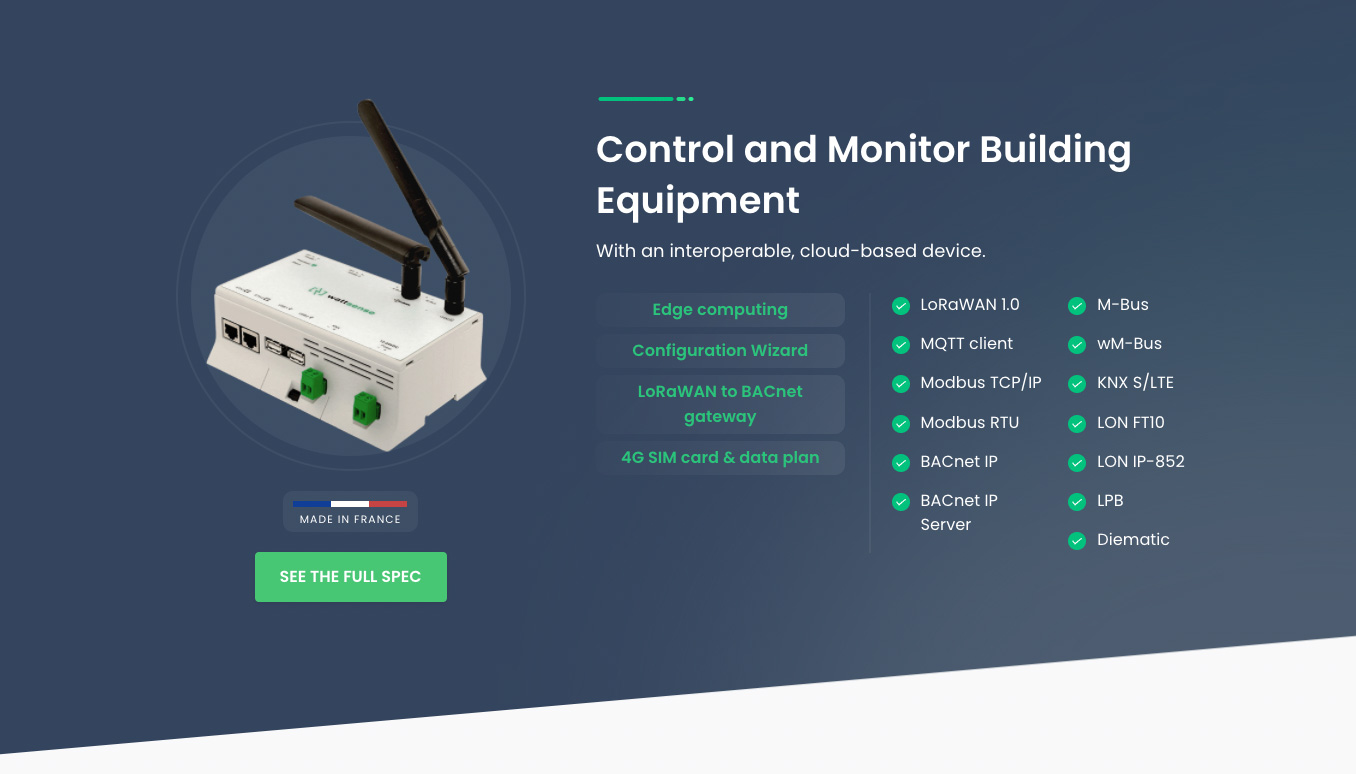 Control and Monitor Building
Equipment
With an interoperable, cloud-based device.
Edge computing
Configuration Wizard
LoRaWAN to BACnet
gateway
4G SIM card & data plan
LoRaWAN 1.0
MQTT client
Modbus TCP/IP
Modbus RTU
BACnet IP
BACnet IP
Server
M-Bus
wM-Bus
KNX S/LTE
LON FT10
LON IP-852
LPB
Diematic
wattsense
MADE IN FRANCE
SEE THE FULL SPEC